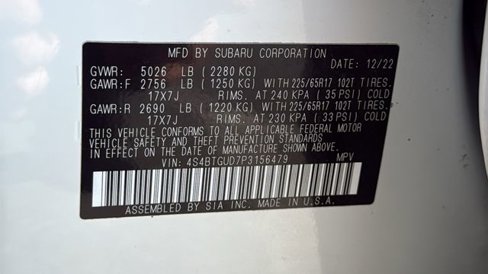 MFD BY SUBARU CORPORATION
DATE: 12/22
GVWR: 5026 LB (2280 KG)
GAWR:F 2756 LB (1250 KG) WITH 225/65R17 102T TIRES.
17X7J RIMS. AT 240 KPA (35 PSI) COLD
GAWR:R 2690 LB (1220 KG) WITH 225/65R17 102T TIRES.
17X7J RIMS. AT 230 KPA (33 PSI) COLD
THIS VEHICLE CONFORMS TO ALL APPLICABLE FEDERAL MOTOR
VEHICLE SAFETY AND THEFT PREVENTION STANDARDS
IN EFFECT ON THE DATE OF MANUFACTURE SHOWN ABOVE.
VIN: 4S4BTGUD7P3156479 MPV
ASSEMBLED BY SIA INC. MADE IN U.S.A.